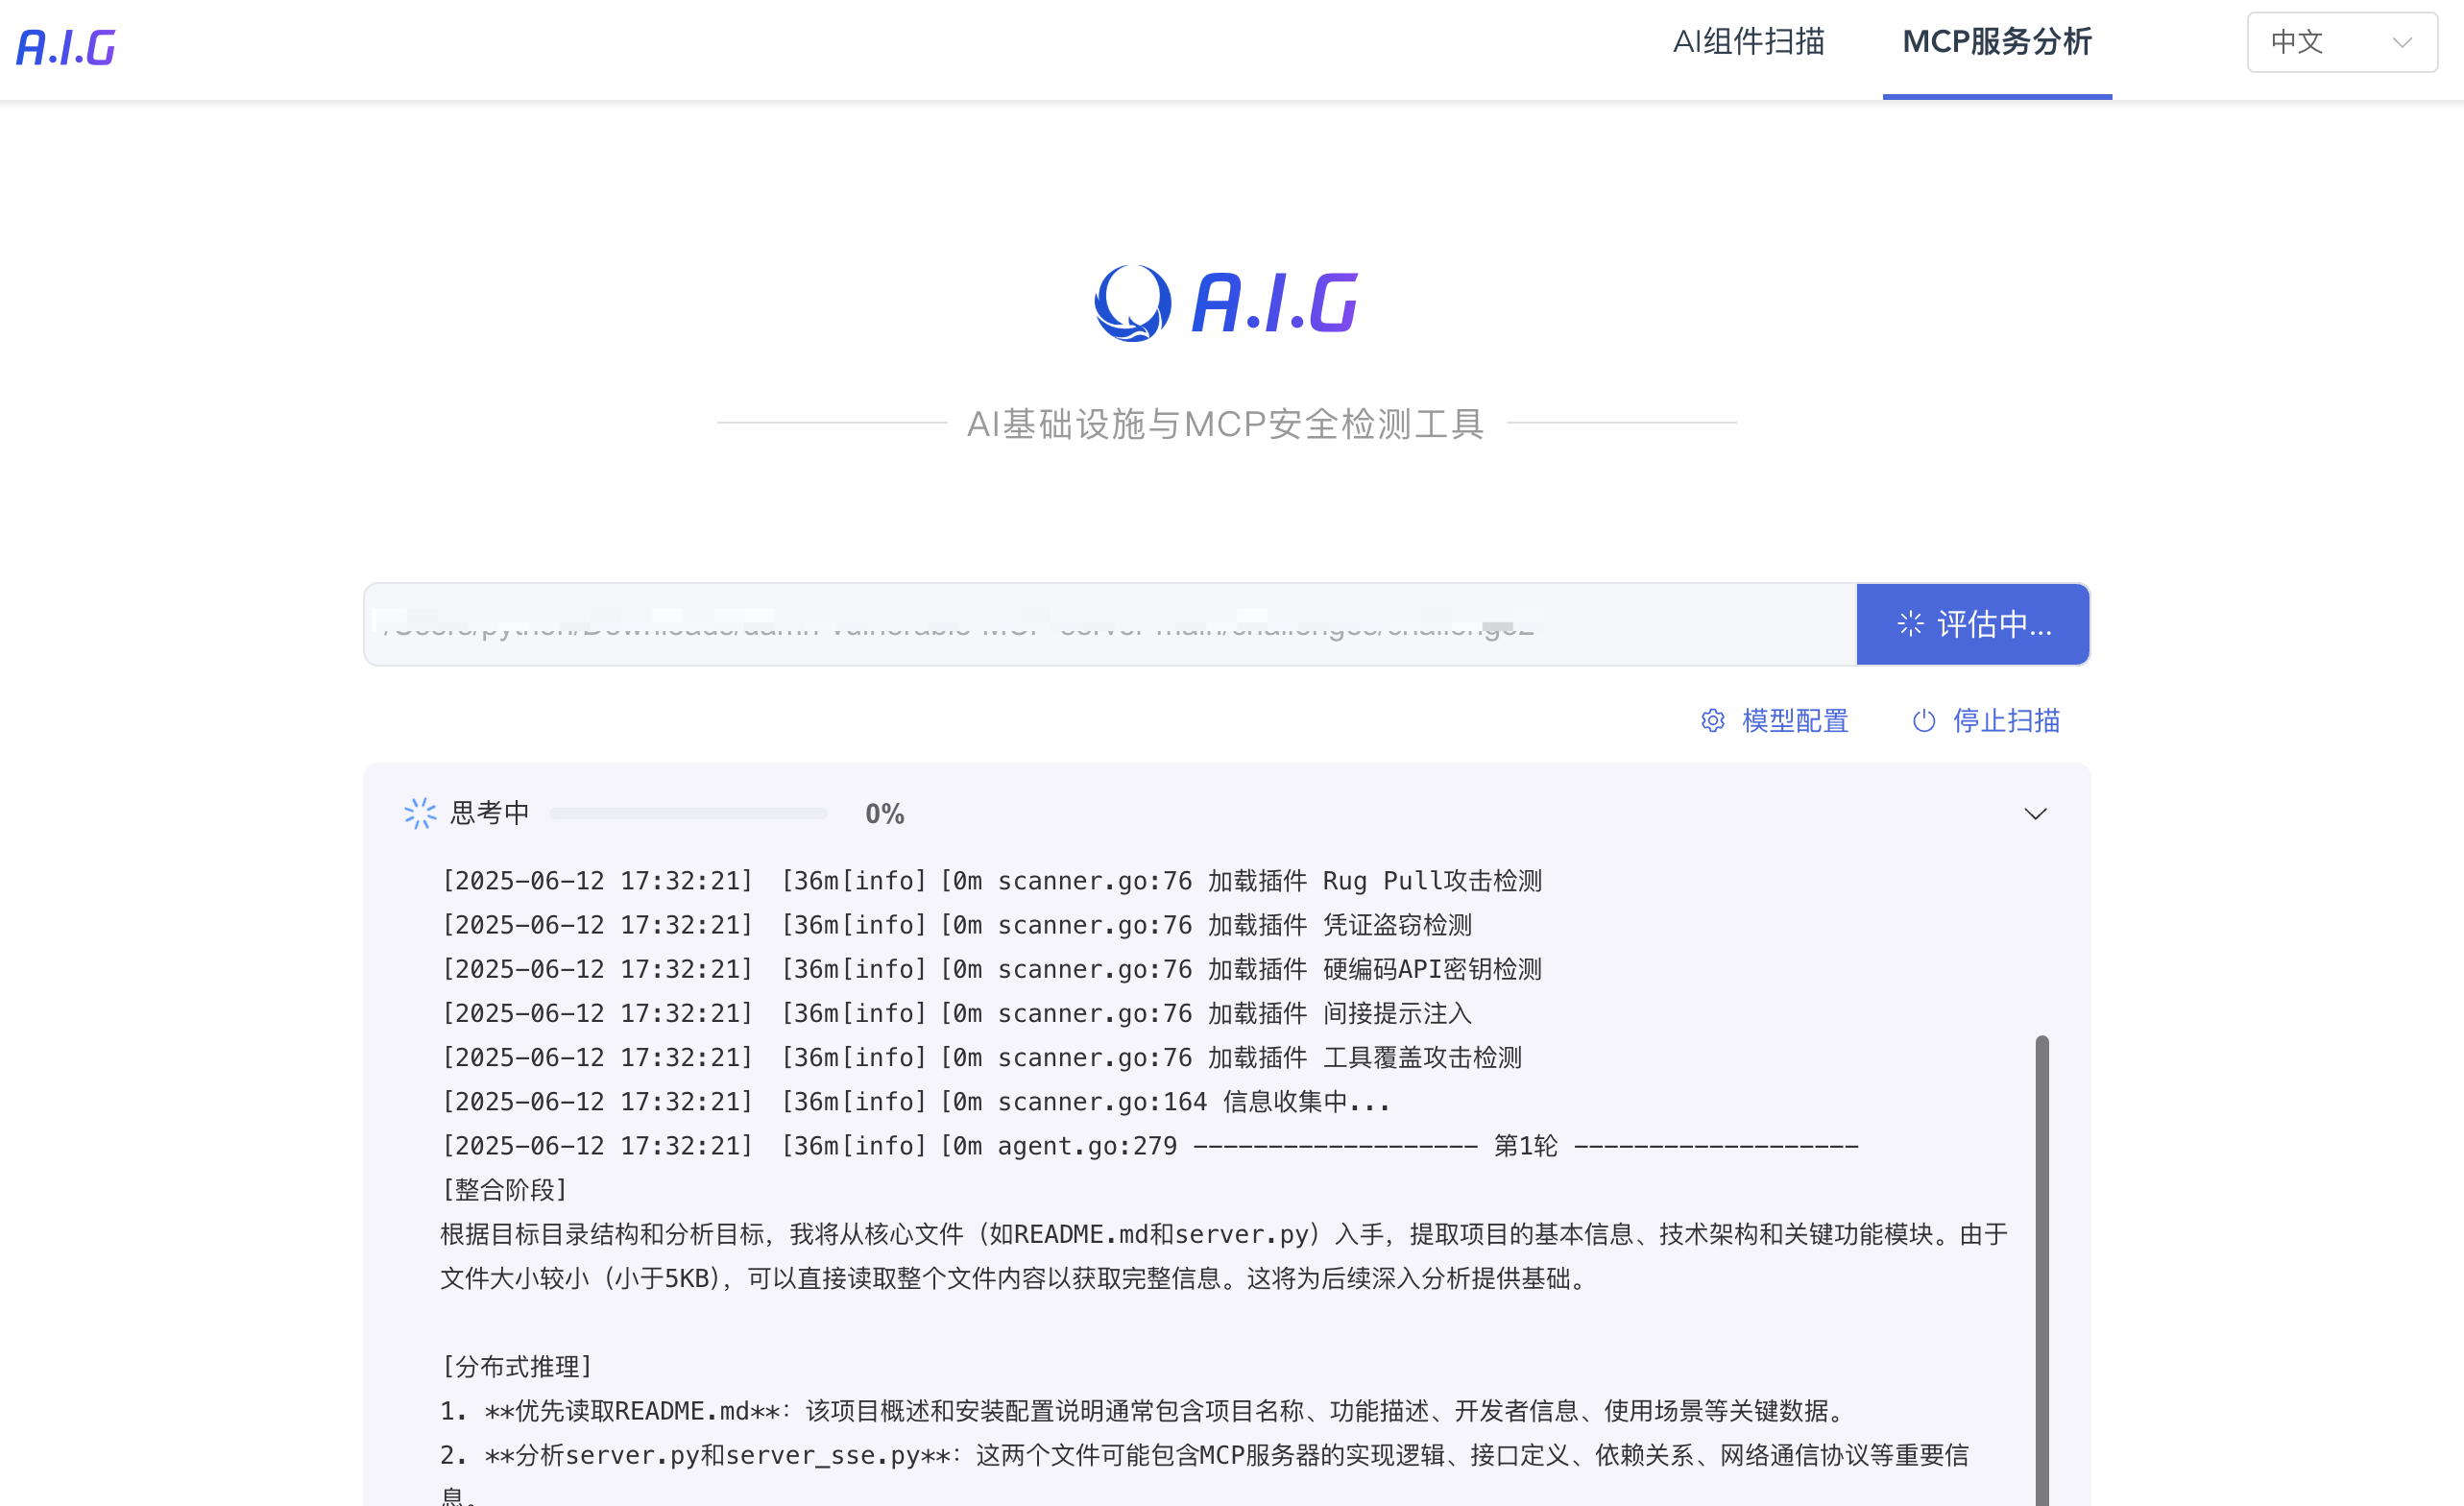 A.I.G
AI组件扫描
MCP服务分析
中文
A.I.G
AI基础设施与MCP安全检测工具
评估中...
模型配置
停止扫描
思考中
0%
[2025-06-12 17:32:21] [36m[info] [0m scanner.go:76 加载插件 Rug Pull攻击检测
[2025-06-12 17:32:21] [36m[info] [0m scanner.go:76 加载插件 凭证盗窃检测
[2025-06-12 17:32:21] [36m[info] [0m scanner.go:76 加载插件 硬编码API密钥检测
[2025-06-12 17:32:21] [36m[info] [0m scanner.go:76 加载插件 间接提示注入
[2025-06-12 17:32:21] [36m[info] [0m scanner.go:76 加载插件 工具覆盖攻击检测
[2025-06-12 17:32:21] [36m[info] [0m scanner.go:164 信息收集中...
[2025-06-12 17:32:21] [36m[info] [0m agent.go:279 ------------------- 第1轮 -------------------
[整合阶段]
根据目标目录结构和分析目标，我将从核心文件（如README.md和server.py）入手，提取项目的基本信息、技术架构和关键功能模块。由于
文件大小较小（小于5KB），可以直接读取整个文件内容以获取完整信息。这将为后续深入分析提供基础。
[分布式推理]
1. **优先读取README.md**：该项目概述和安装配置说明通常包含项目名称、功能描述、开发者信息、使用场景等关键数据。
2. **分析server.py和server_sse.py**：这两个文件可能包含MCP服务器的实现逻辑、接口定义、依赖关系、网络通信协议等重要信
息。